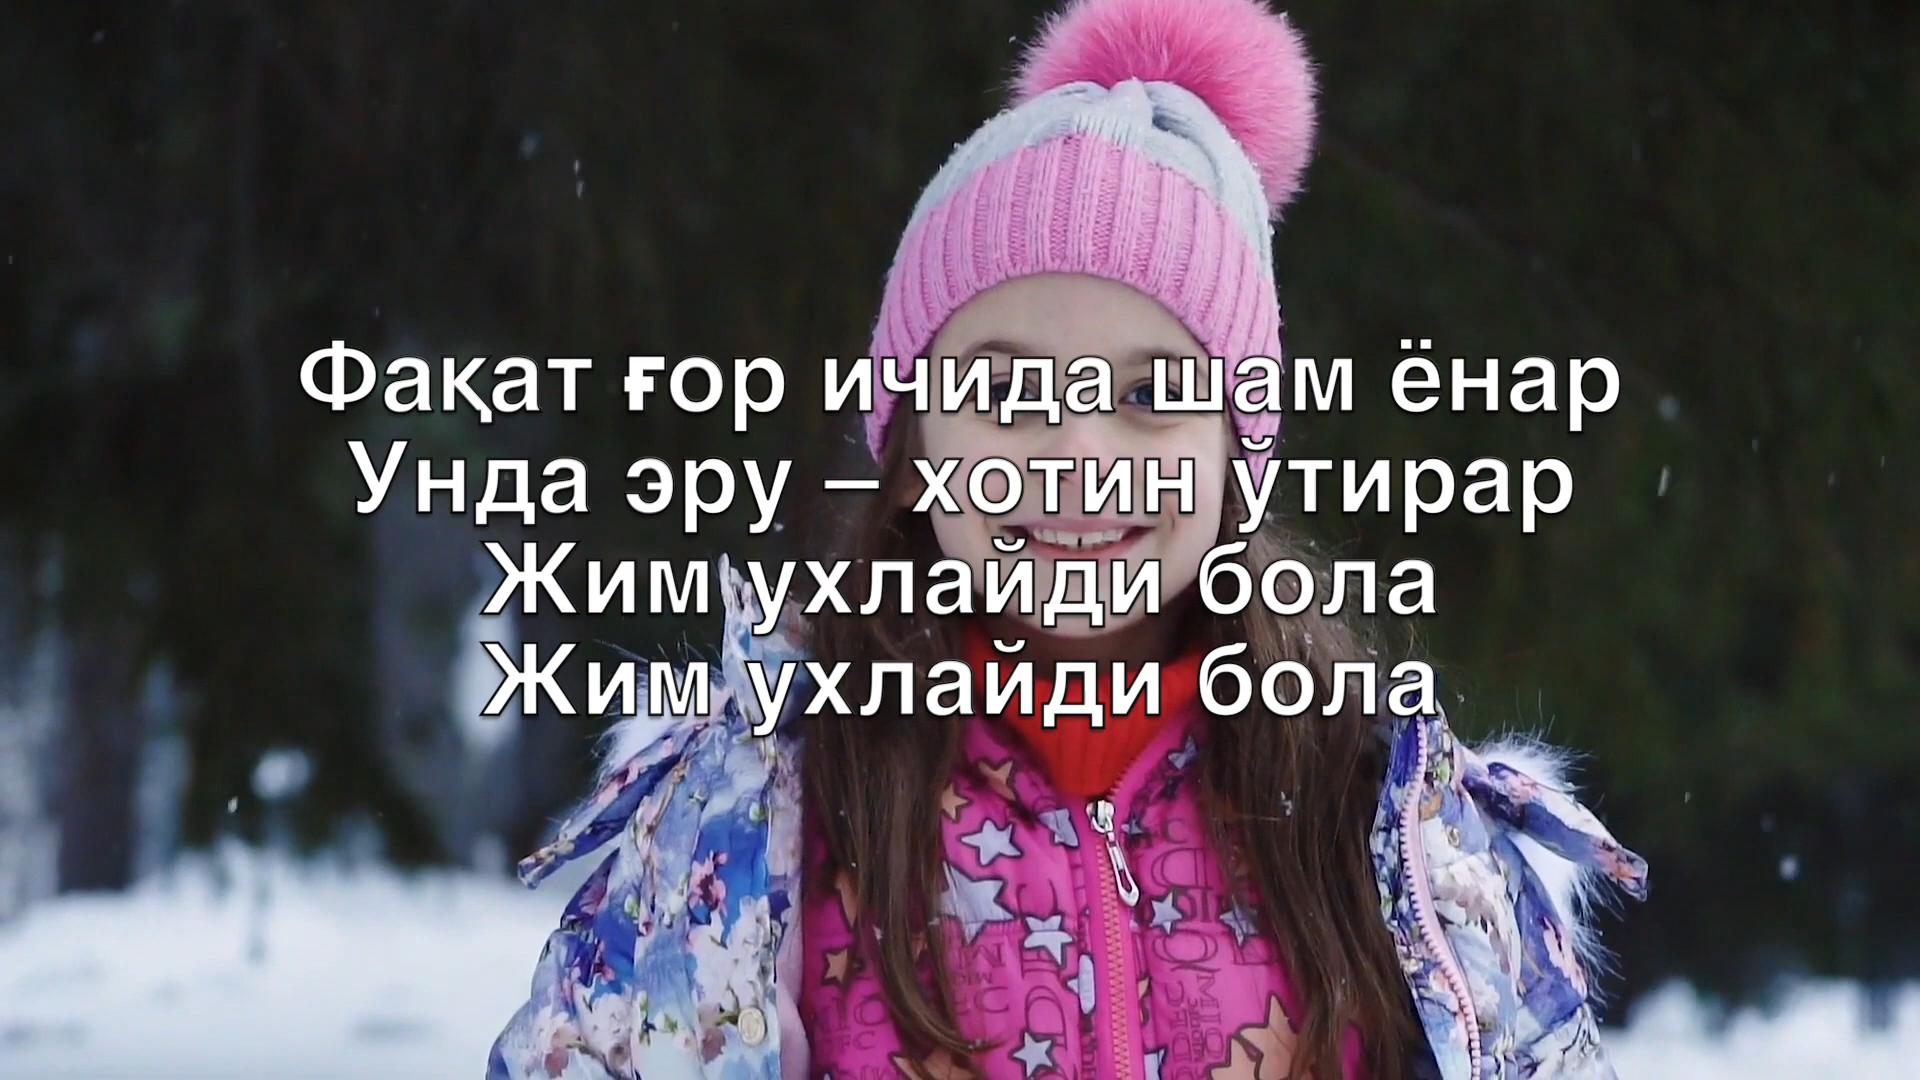 Фақат ғор ичида шам ёнар
Унда эру – хотин ўтирар
Жим ухлайди бола
Жим ухлайди бола